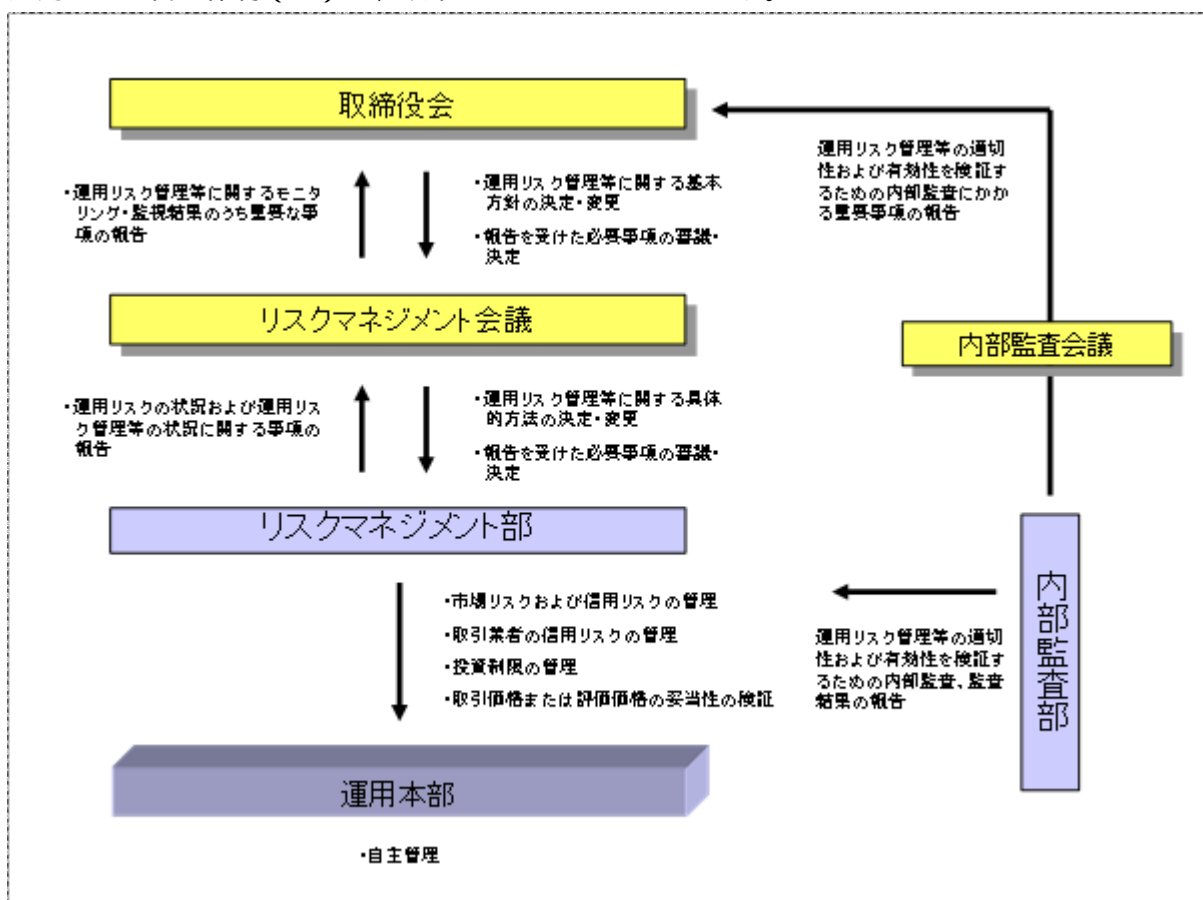 取締役会
・運用リスク管理等に関するモニ
タリング・監視結果のうち重要な事
項の報告
・運用リスク管理等に関する基本
方針の決定・変更
・報告を受けた必要事項の審議・
決定
運用リスク管理等の適切
性および有効性を検証す
るための内部監査にかか
る重要事項の報告
リスクマネジメント会議
内部監査会議
・運用リスクの状況および運用リス
ク管理等の状況に関する事項の
報告
・運用リスク管理等に関する具体
的方法の決定・変更
・報告を受けた必要事項の審議・
決定
リスクマネジメント部
内部監査部
・市場リスクおよび信用リスクの管理
・取引業者の信用リスクの管理
・投資制限の管理
・取引価格または評価価格の妥当性の検証
運用リスク管理等の適切
性および有効性を検証す
るための内部監査、監査
結果の報告
運用本部
・自主管理